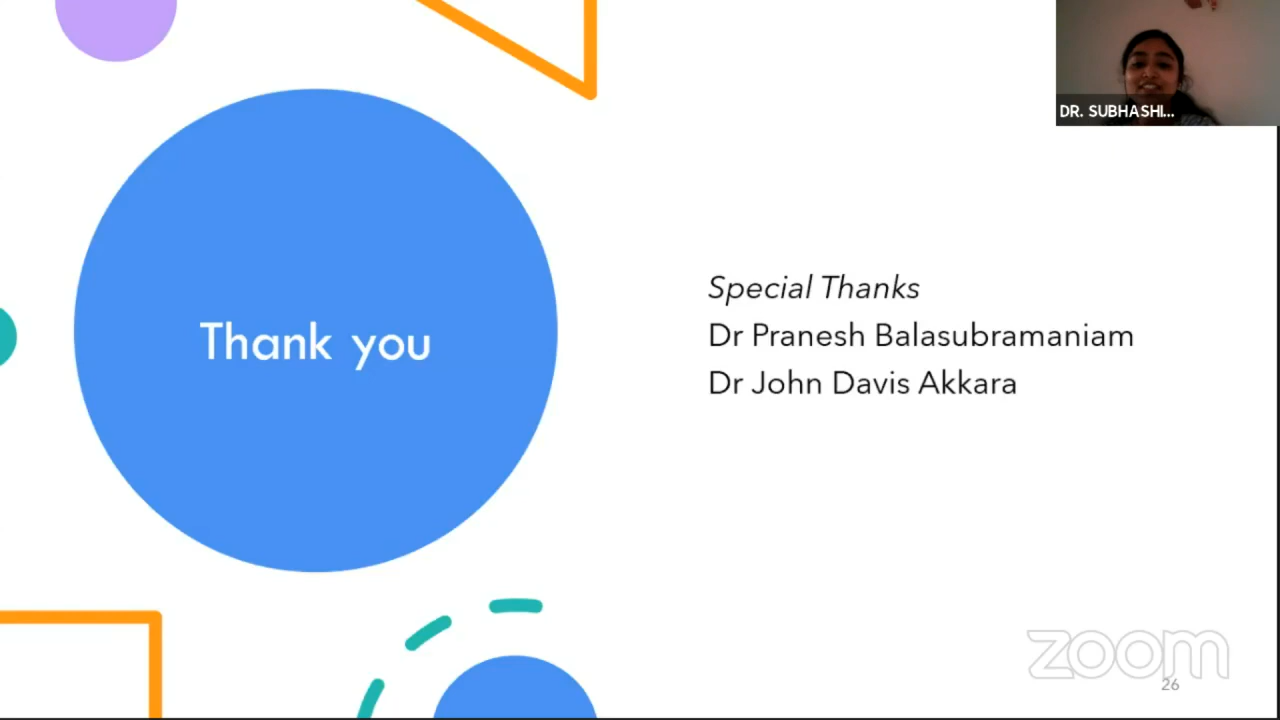 DR. SUBHASHI...
Thank you
Special Thanks
Dr Pranesh Balasubramaniam
Dr John Davis Akkara
zoom
26